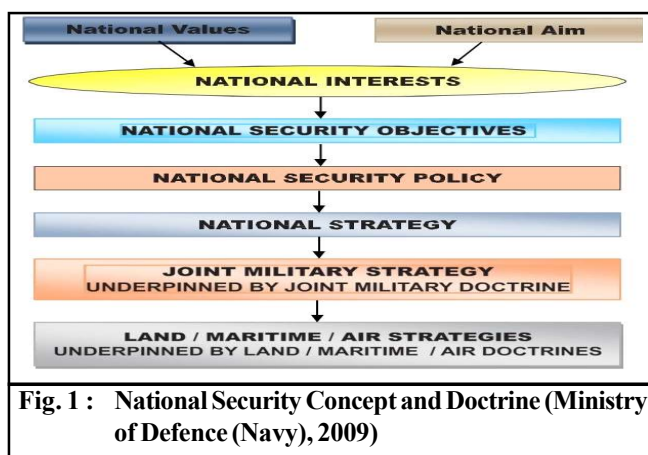 National Values
National Aim
NATIONAL INTERESTS
NATIONAL SECURITY OBJECTIVES
NATIONAL SECURITY POLICY
NATIONAL STRATEGY
JOINT MILITARY STRATEGY
UNDERPINNED BY JOINT MILITARY DOCTRINE
LAND / MARITIME / AIR STRATEGIES
UNDERPINNED BY LAND / MARITIME / AIR DOCTRINES
Fig. 1 : National Security Concept and Doctrine (Ministry
of Defence (Navy), 2009)